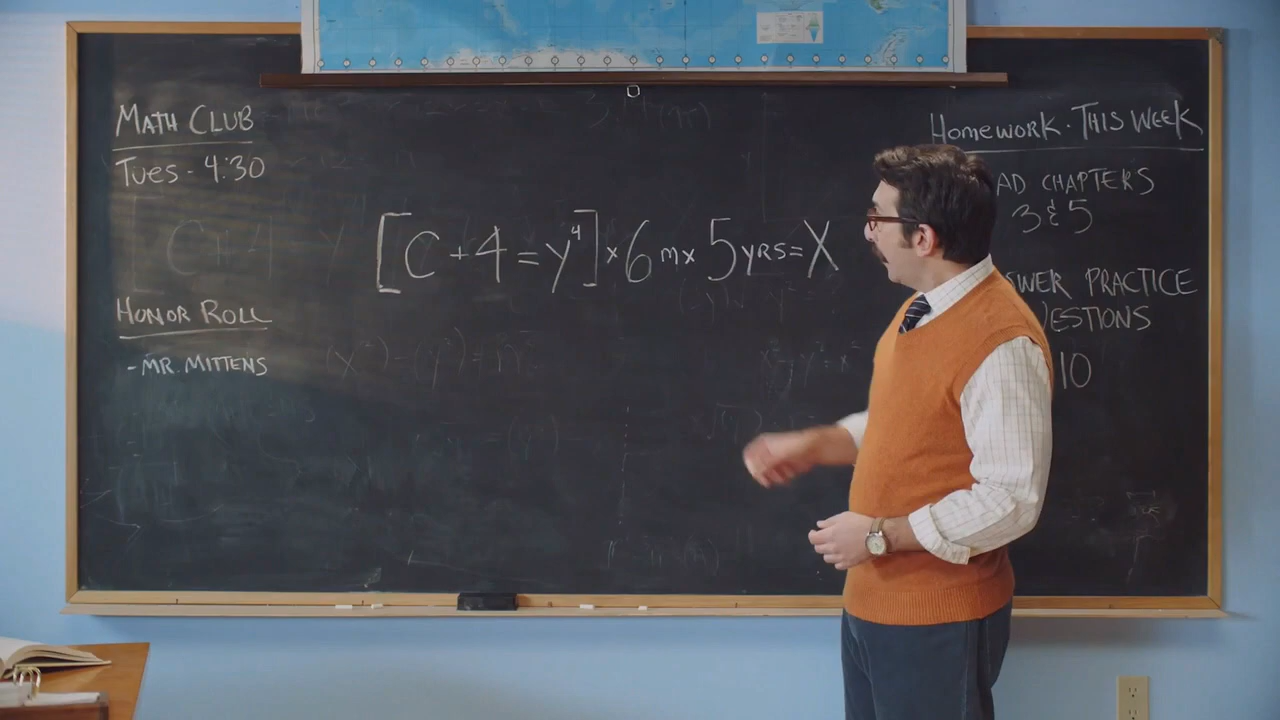 MATH CLUB
TUES - 4:30
[C + 4 = y⁴] × 6 m × 5 YRS = X
HONOR ROLL
- MR. MITTENS
HOMEWORK · THIS WEEK
AD CHAPTERS
3 & 5
SWER PRACTICE
ESTIONS
10